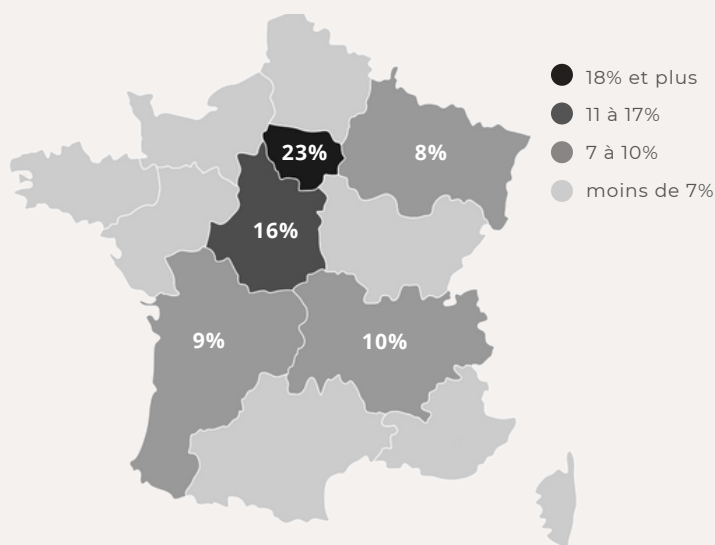 18% et plus
11 à 17%
7 à 10%
moins de 7%
23%
8%
16%
9%
10%